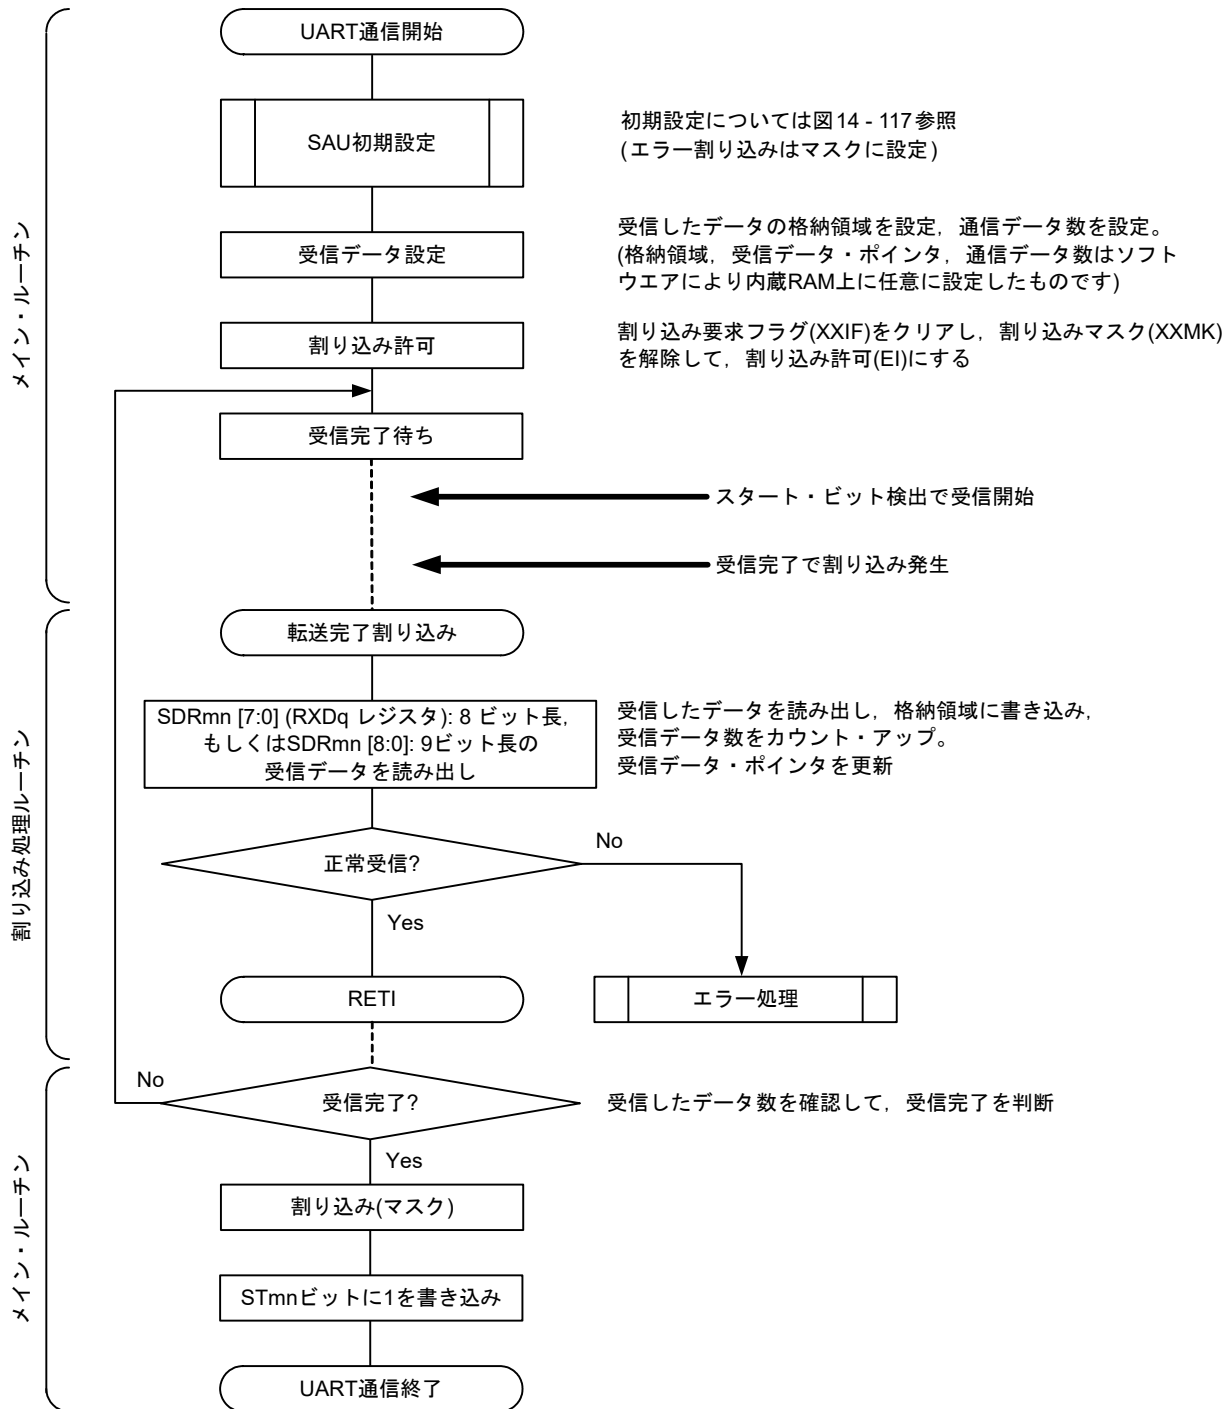 メイン・ルーチン
UART通信開始
SAU初期設定
初期設定については図14 - 117参照
(エラー割り込みはマスクに設定)
受信データ設定
受信したデータの格納領域を設定，通信データ数を設定。
(格納領域，受信データ・ポインタ，通信データ数はソフト
ウエアにより内蔵RAM上に任意に設定したものです)
割り込み許可
割り込み要求フラグ(XXIF)をクリアし，割り込みマスク(XXMK)
を解除して，割り込み許可(EI)にする
受信完了待ち
スタート・ビット検出で受信開始
受信完了で割り込み発生
割り込み処理ルーチン
転送完了割り込み
SDRmn [7:0] (RXDq レジスタ): 8 ビット長,
もしくはSDRmn [8:0]: 9ビット長の
受信データを読み出し
受信したデータを読み出し，格納領域に書き込み，
受信データ数をカウント・アップ。
受信データ・ポインタを更新
正常受信?
No
Yes
RETI
エラー処理
メイン・ルーチン
No
受信完了?
受信したデータ数を確認して，受信完了を判断
Yes
割り込み(マスク)
STmnビットに1を書き込み
UART通信終了